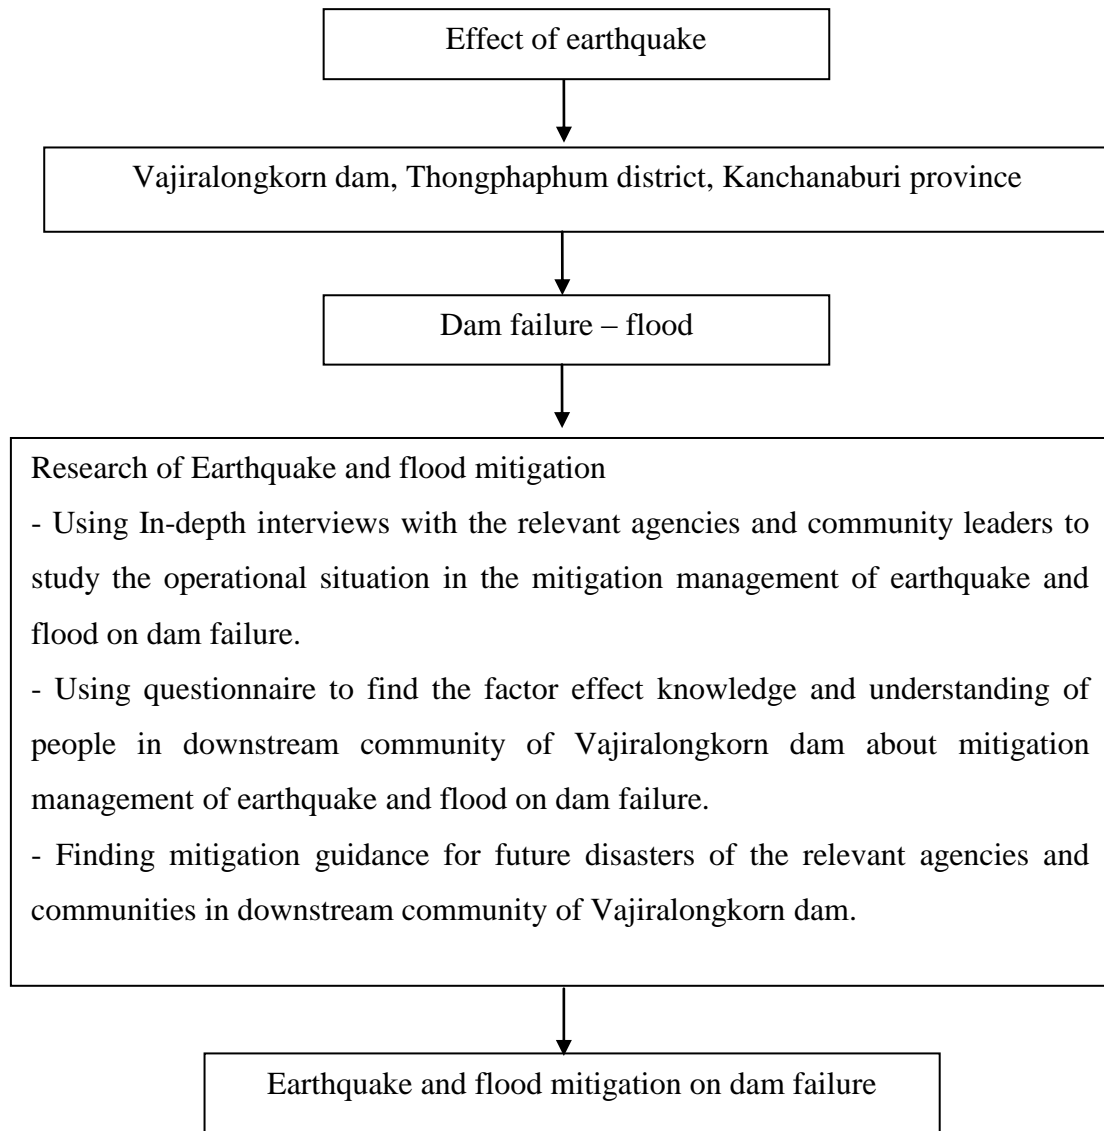 Effect of earthquake
Vajiralongkorn dam, Thongphaphum district, Kanchanaburi province
Dam failure – flood
Research of Earthquake and flood mitigation
- Using In-depth interviews with the relevant agencies and community leaders to
study the operational situation in the mitigation management of earthquake and
flood on dam failure.
- Using questionnaire to find the factor effect knowledge and understanding of
people in downstream community of Vajiralongkorn dam about mitigation
management of earthquake and flood on dam failure.
- Finding mitigation guidance for future disasters of the relevant agencies and
communities in downstream community of Vajiralongkorn dam.
Earthquake and flood mitigation on dam failure